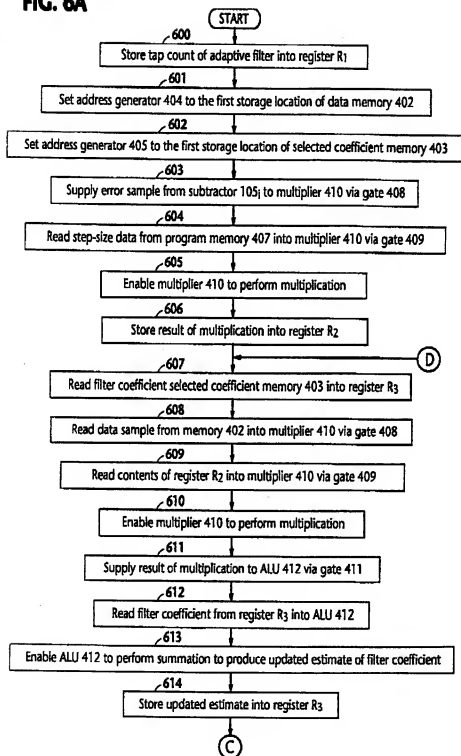 FIG. 6A
START
600
Store tap count of adaptive filter into register R1
601
Set address generator 404 to the first storage location of data memory 402
602
Set address generator 405 to the first storage location of selected coefficient memory 403
603
Supply error sample from subtractor 105i to multiplier 410 via gate 408
604
Read step-size data from program memory 407 into multiplier 410 via gate 409
605
Enable multiplier 410 to perform multiplication
606
Store result of multiplication into register R2
D
607
Read filter coefficient selected coefficient memory 403 into register R3
608
Read data sample from memory 402 into multiplier 410 via gate 408
609
Read contents of register R2 into multiplier 410 via gate 409
610
Enable multiplier 410 to perform multiplication
611
Supply result of multiplication to ALU 412 via gate 411
612
Read filter coefficient from register R3 into ALU 412
613
Enable ALU 412 to perform summation to produce updated estimate of filter coefficient
614
Store updated estimate into register R3
C